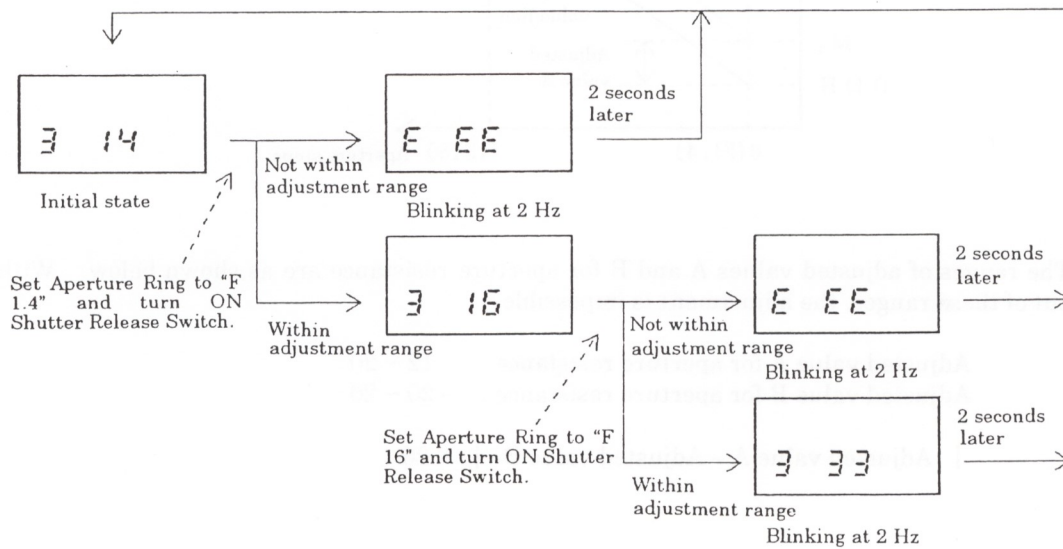 3 14
Initial state
Set Aperture Ring to “F
1.4” and turn ON
Shutter Release Switch.
Not within
adjustment range
E EE
Blinking at 2 Hz
2 seconds
later
Within
adjustment range
3 16
Set Aperture Ring to “F
16” and turn ON Shutter
Release Switch.
Not within
adjustment range
E EE
Blinking at 2 Hz
2 seconds
later
Within
adjustment range
3 33
Blinking at 2 Hz
2 seconds
later